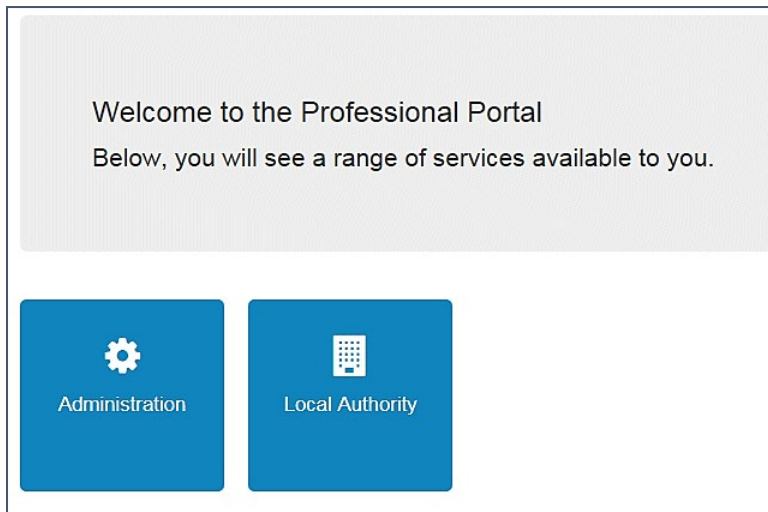 Welcome to the Professional Portal
Below, you will see a range of services available to you.
Administration
Local Authority